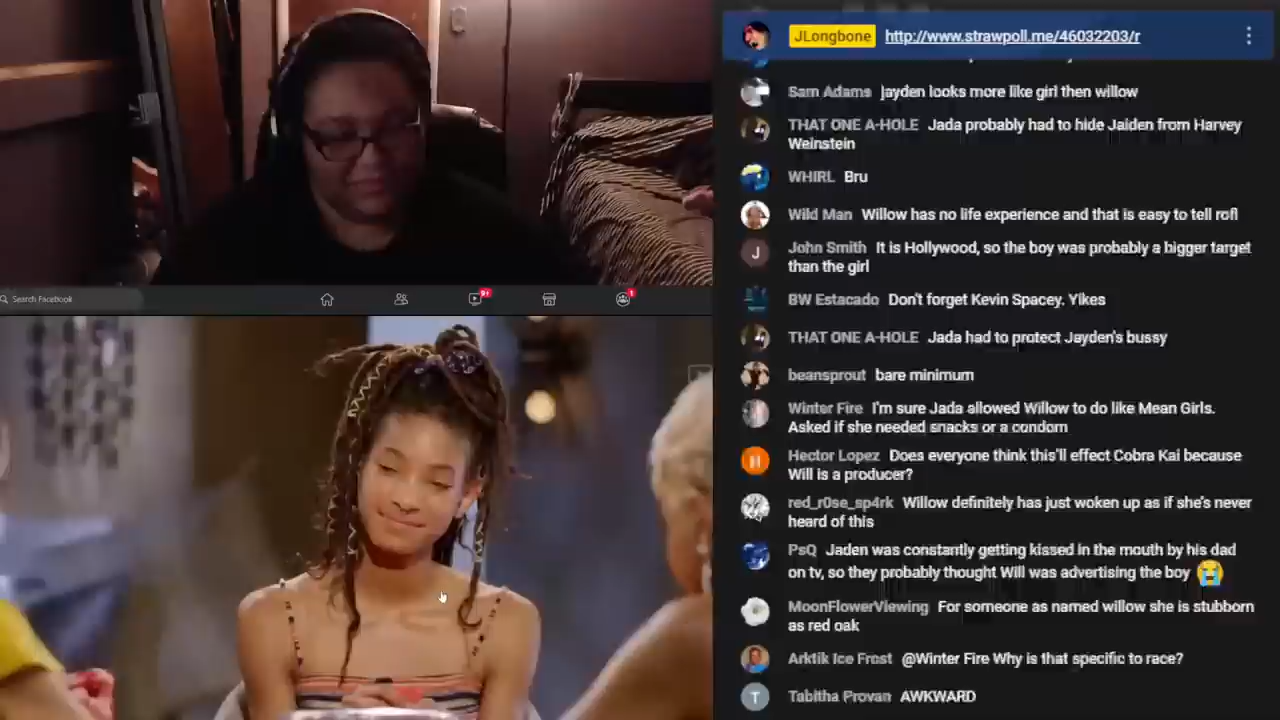 Search Facebook
9+
1
JLongbone http://www.strawpoll.me/46032203/r
Sam Adams Jayden looks more like girl then willow
THAT ONE A-HOLE Jada probably had to hide Jaiden from Harvey
Weinstein
WHIRL Bru
Wild Man Willow has no life experience and that is easy to tell rofl
J
John Smith It is Hollywood, so the boy was probably a bigger target
than the girl
BW Estacado Don't forget Kevin Spacey. Yikes
THAT ONE A-HOLE Jada had to protect Jayden's bussy
beansprout bare minimum
Winter Fire I'm sure Jada allowed Willow to do like Mean Girls.
Asked if she needed snacks or a condom
H
Hector Lopez Does everyone think this'll effect Cobra Kai because
Will is a producer?
red_r0se_sp4rk Willow definitely has just woken up as if she's never
heard of this
PsQ Jaden was constantly getting kissed in the mouth by his dad
on tv, so they probably thought Will was advertising the boy 😭
MoonFlowerViewing For someone as named willow she is stubborn
as red oak
Arktik Ice Frost @Winter Fire Why is that specific to race?
T
Tabitha Provan AWKWARD